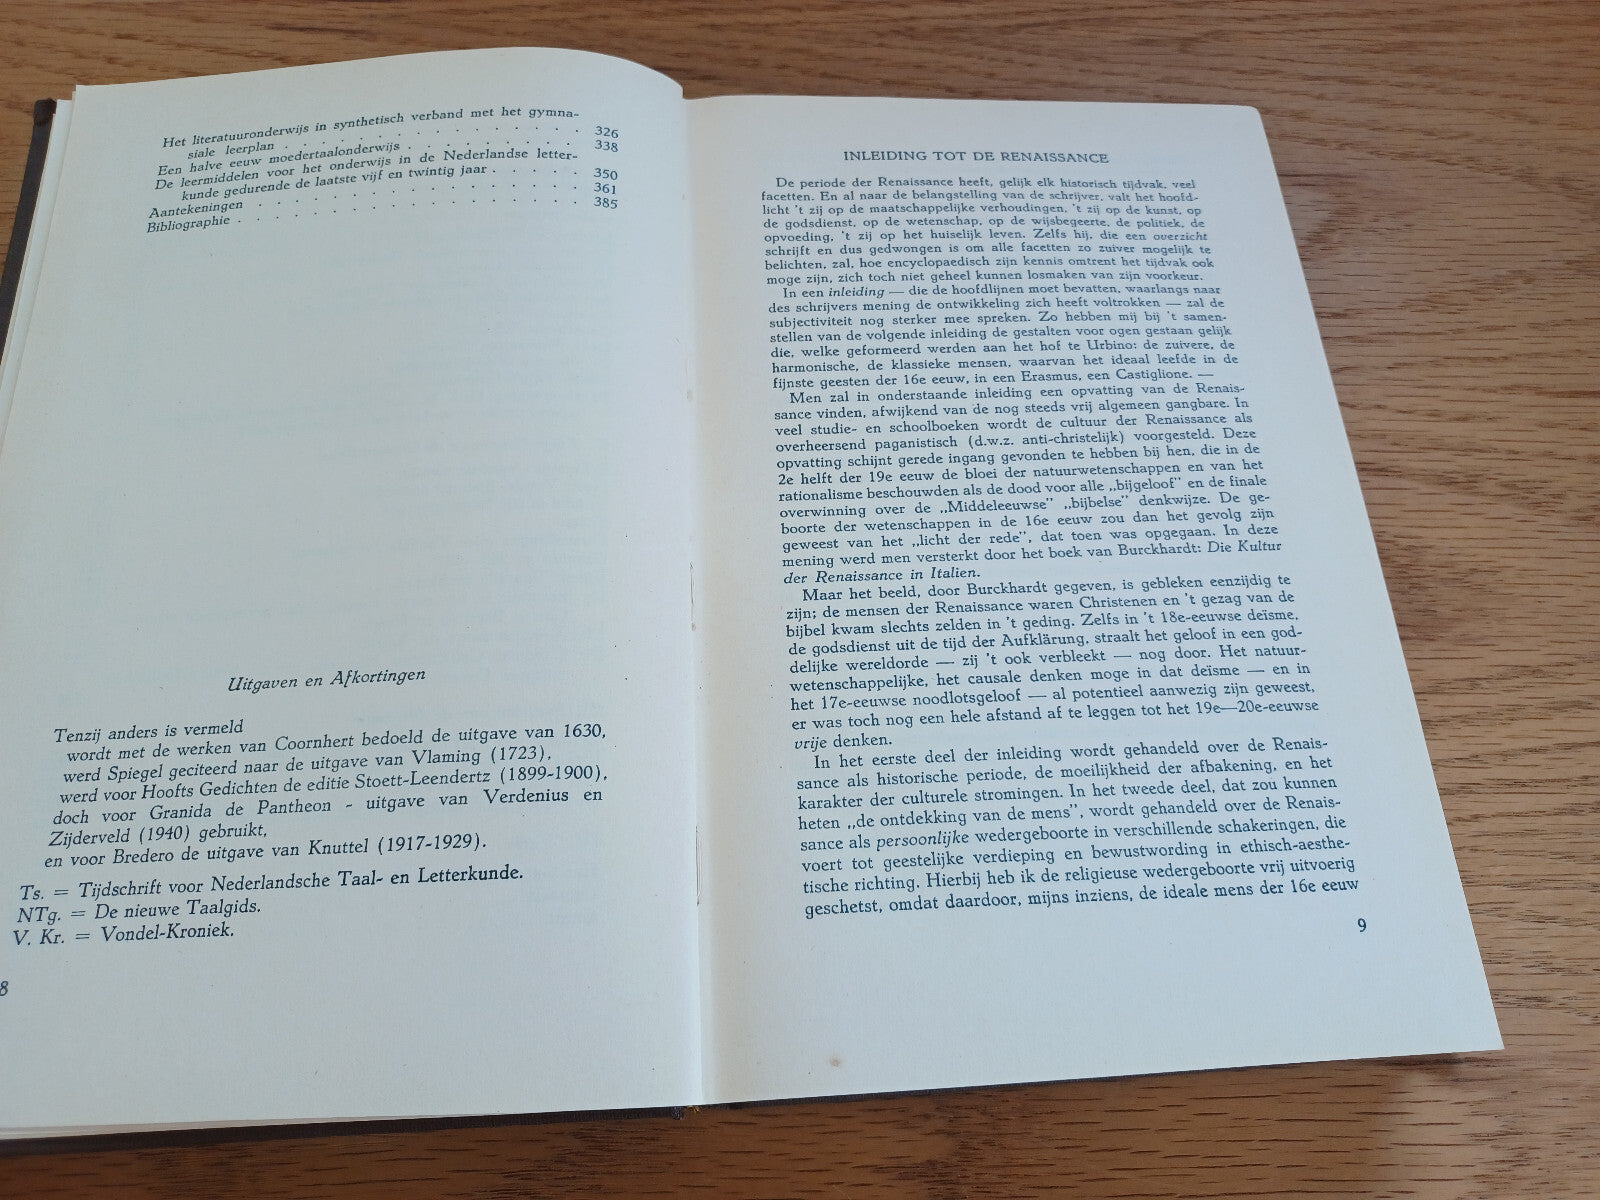 Het literatuuronderwijs in synthetisch verband met het gymna-
siale leerplan . . . . . . . . . . . . 326
Een halve eeuw moedertaalonderwijs . . . . . . . . 338
De leermiddelen voor het onderwijs in de Nederlandse letter-
kunde gedurende de laatste vijf en twintig jaar . . . . . 350
Aantekeningen . . . . . . . . . . . . . . 361
Bibliographie . . . . . . . . . . . . . . . 385
Uitgaven en Afkortingen
Tenzij anders is vermeld
wordt met de werken van Coornhert bedoeld de uitgave van 1630,
werd Spiegel geciteerd naar de uitgave van Vlaming (1723),
werd voor Hoofts Gedichten de editie Stoett-Leendertz (1899-1900),
doch voor Granida de Pantheon - uitgave van Verdenius en
Zijderveld (1940) gebruikt,
en voor Bredero de uitgave van Knuttel (1917-1929).
Ts. = Tijdschrift voor Nederlandsche Taal- en Letterkunde.
NTg. = De nieuwe Taalgids.
V. Kr. = Vondel-Kroniek.
8
INLEIDING TOT DE RENAISSANCE
De periode der Renaissance heeft, gelijk elk historisch tijdvak, veel
facetten. En al naar de belangstelling van de schrijver, valt het hoofd-
licht 't zij op de maatschappelijke verhoudingen, 't zij op de kunst, op
de godsdienst, op de wetenschap, op de wijsbegeerte, de politiek, de
opvoeding, 't zij op het huiselijk leven. Zelfs hij, die een overzicht
schrijft en dus gedwongen is om alle facetten zo zuiver mogelijk te
belichten, zal, hoe encyclopaedisch zijn kennis omtrent het tijdvak ook
moge zijn, zich toch niet geheel kunnen losmaken van zijn voorkeur.
In een inleiding — die de hoofdlijnen moet bevatten, waarlangs naar
des schrijvers mening de ontwikkeling zich heeft voltrokken — zal de
subjectiviteit nog sterker mee spreken. Zo hebben mij bij 't samen-
stellen van de volgende inleiding de gestalten voor ogen gestaan gelijk
die, welke geformeerd werden aan het hof te Urbino: de zuivere, de
harmonische, de klassieke mensen, waarvan het ideaal leefde in de
fijnste geesten der 16e eeuw, in een Erasmus, een Castiglione. —
Men zal in onderstaande inleiding een opvatting van de Renais-
sance vinden, afwijkend van de nog steeds vrij algemeen gangbare. In
veel studie- en schoolboeken wordt de cultuur der Renaissance als
overheersend paganistisch (d.w.z. anti-christelijk) voorgesteld. Deze
opvatting schijnt gerede ingang gevonden te hebben bij hen, die in de
2e helft der 19e eeuw de bloei der natuurwetenschappen en van het
rationalisme beschouwden als de dood voor alle „bijgeloof” en de finale
overwinning over de „Middeleeuwse” „bijbelse” denkwijze. De ge-
boorte der wetenschappen in de 16e eeuw zou dan het gevolg zijn
geweest van het „licht der rede”, dat toen was opgegaan. In deze
mening werd men versterkt door het boek van Burckhardt: Die Kultur
der Renaissance in Italien.
Maar het beeld, door Burckhardt gegeven, is gebleken eenzijdig te
zijn; de mensen der Renaissance waren Christenen en 't gezag van de
bijbel kwam slechts zelden in 't geding. Zelfs in 't 18e-eeuwse deïsme,
de godsdienst uit de tijd der Aufklärung, straalt het geloof in een god-
delijke wereldorde — zij 't ook verbleekt — nog door. Het natuur-
wetenschappelijke, het causale denken moge in dat deïsme — en in
het 17e-eeuwse noodlotsgeloof — al potentieel aanwezig zijn geweest,
er was toch nog een hele afstand af te leggen tot het 19e—20e-eeuwse
vrije denken.
In het eerste deel der inleiding wordt gehandeld over de Renais-
sance als historische periode, de moeilijkheid der afbakening, en het
karakter der culturele stromingen. In het tweede deel, dat zou kunnen
heten „de ontdekking van de mens”, wordt gehandeld over de Renais-
sance als persoonlijke wedergeboorte in verschillende schakeringen, die
voert tot geestelijke verdieping en bewustwording in ethisch-aesthe-
tische richting. Hierbij heb ik de religieuse wedergeboorte vrij uitvoerig
geschetst, omdat daardoor, mijns inziens, de ideale mens der 16e eeuw
9